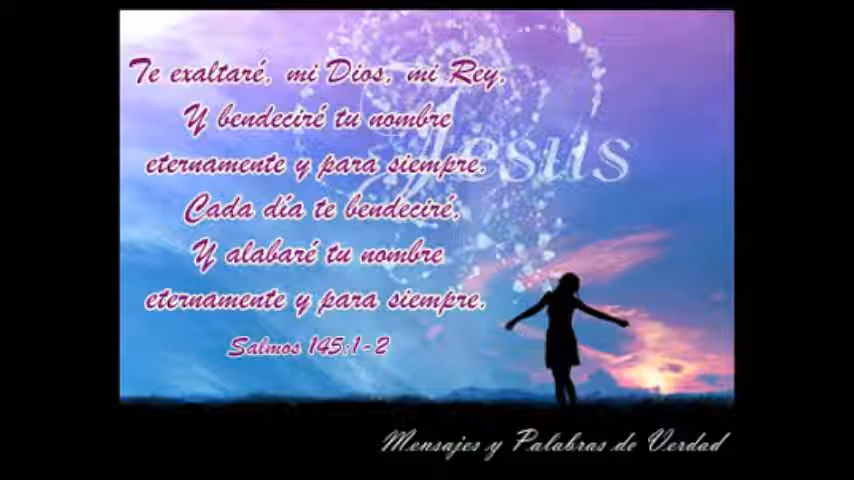 Te exaltaré, mi Dios, mi Rey,
Y bendeciré tu nombre
eternamente y para siempre.
Cada día te bendeciré,
Y alabaré tu nombre
eternamente y para siempre.
Salmos 145:1-2
Jesus
Mensajes y Palabras de Verdad